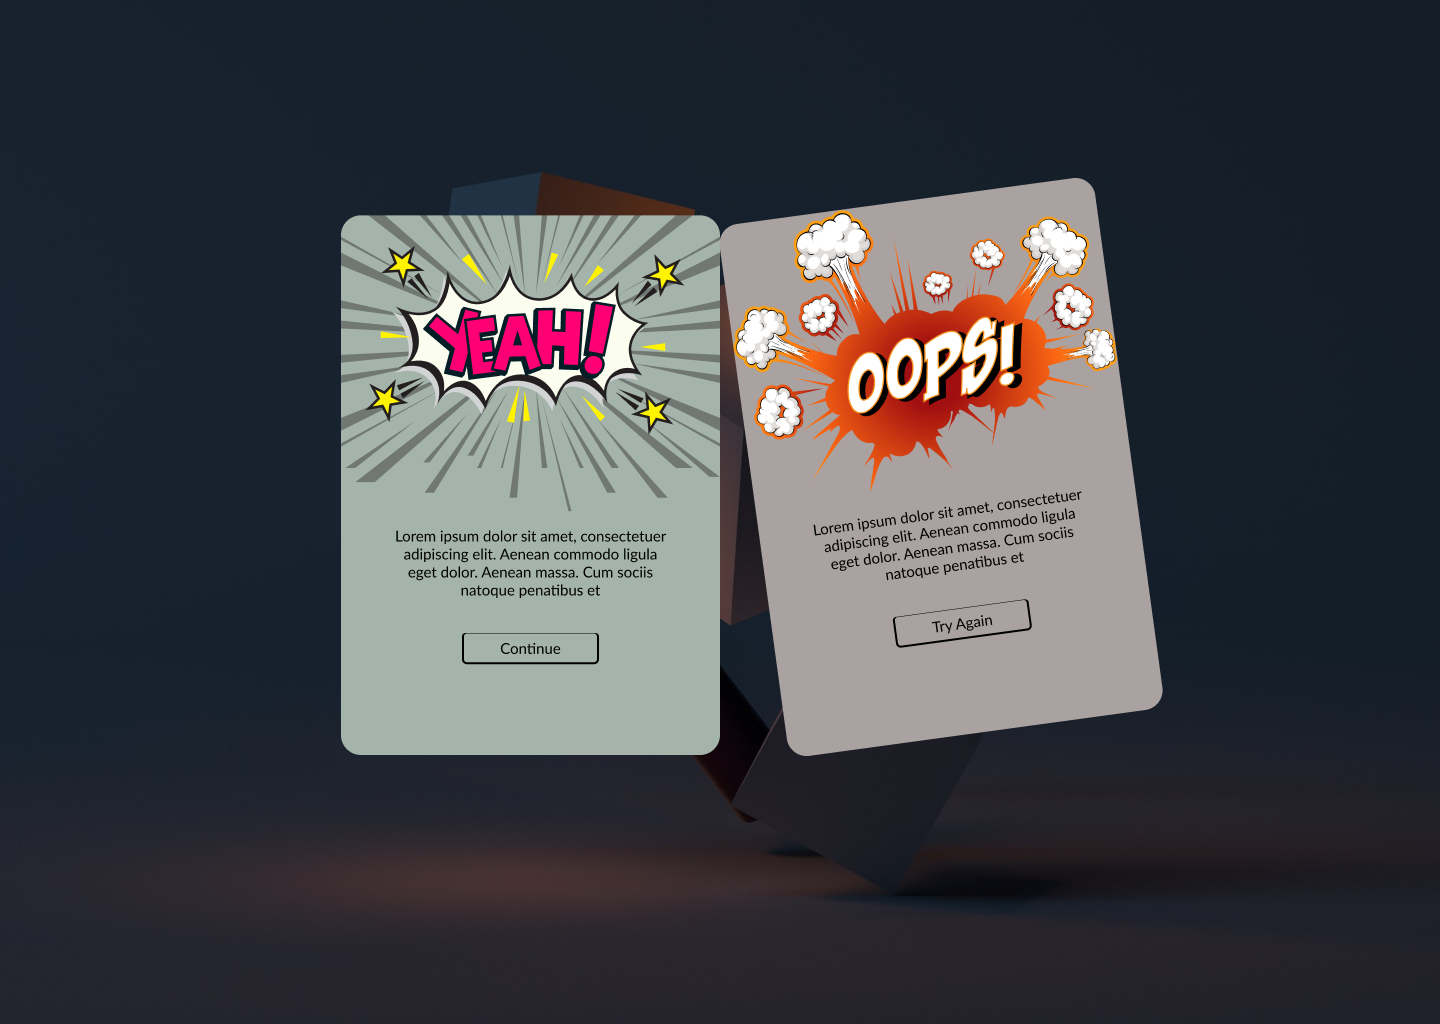 YEAH!
Lorem ipsum dolor sit amet, consectetuer
adipiscing elit. Aenean commodo ligula
eget dolor. Aenean massa. Cum sociis
natoque penatibus et
Continue
OOPS!
Lorem ipsum dolor sit amet, consectetuer
adipiscing elit. Aenean commodo ligula
eget dolor. Aenean massa. Cum sociis
natoque penatibus et
Try Again